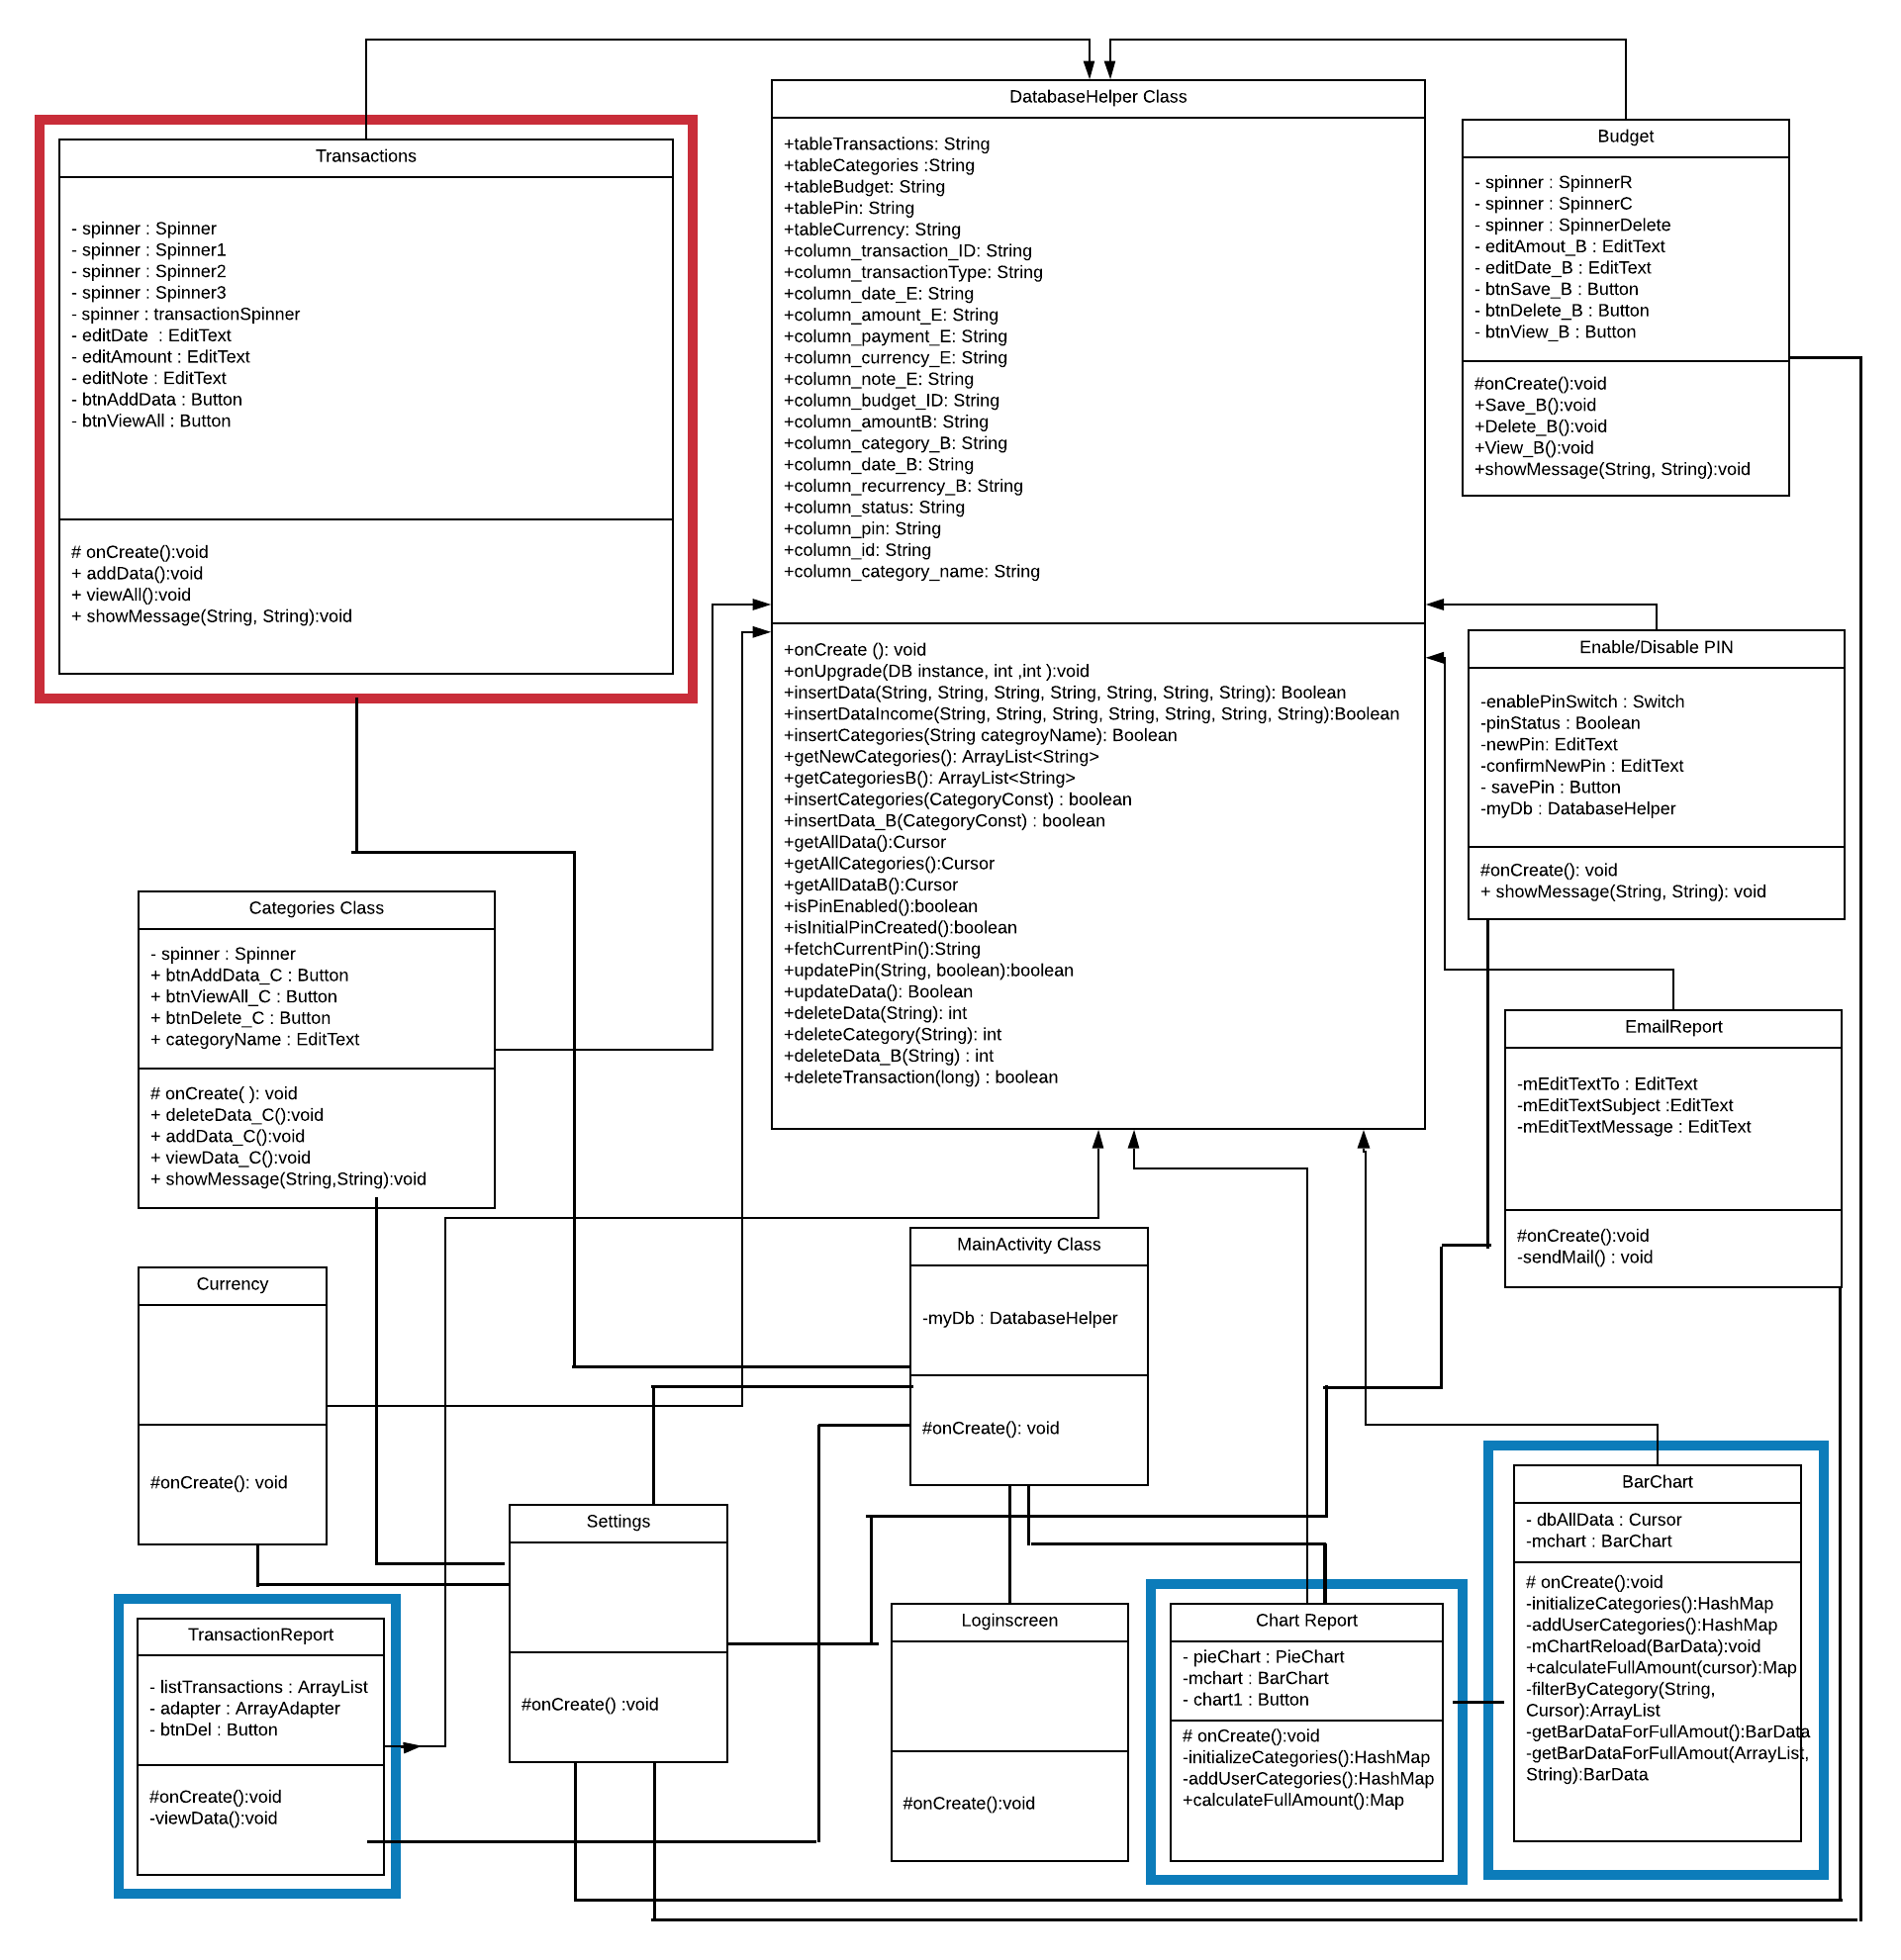 DatabaseHelper Class
+tableTransactions: String
+tableCategories :String
+tableBudget: String
+tablePin: String
+tableCurrency: String
+column_transaction_ID: String
+column_transactionType: String
+column_date_E: String
+column_amount_E: String
+column_payment_E: String
+column_currency_E: String
+column_note_E: String
+column_budget_ID: String
+column_amountB: String
+column_category_B: String
+column_date_B: String
+column_recurrency_B: String
+column_status: String
+column_pin: String
+column_id: String
+column_category_name: String
+onCreate (): void
+onUpgrade(DB instance, int ,int ):void
+insertData(String, String, String, String, String, String, String): Boolean
+insertDataIncome(String, String, String, String, String, String, String):Boolean
+insertCategories(String categroyName): Boolean
+getNewCategories(): ArrayList<String>
+getCategoriesB(): ArrayList<String>
+insertCategories(CategoryConst) : boolean
+insertData_B(CategoryConst) : boolean
+getAllData():Cursor
+getAllCategories():Cursor
+getAllDataB():Cursor
+isPinEnabled():boolean
+isInitialPinCreated():boolean
+fetchCurrentPin():String
+updatePin(String, boolean):boolean
+updateData(): Boolean
+deleteData(String): int
+deleteCategory(String): int
+deleteData_B(String) : int
+deleteTransaction(long) : boolean
Transactions
- spinner : Spinner
- spinner : Spinner1
- spinner : Spinner2
- spinner : Spinner3
- spinner : transactionSpinner
- editDate  : EditText
- editAmount : EditText
- editNote : EditText
- btnAddData : Button
- btnViewAll : Button
# onCreate():void
+ addData():void
+ viewAll():void
+ showMessage(String, String):void
Budget
- spinner : SpinnerR
- spinner : SpinnerC
- spinner : SpinnerDelete
- editAmout_B : EditText
- editDate_B : EditText
- btnSave_B : Button
- btnDelete_B : Button
- btnView_B : Button
#onCreate():void
+Save_B():void
+Delete_B():void
+View_B():void
+showMessage(String, String):void
Enable/Disable PIN
-enablePinSwitch : Switch
-pinStatus : Boolean
-newPin: EditText
-confirmNewPin : EditText
- savePin : Button
-myDb : DatabaseHelper
#onCreate(): void
+ showMessage(String, String): void
Categories Class
- spinner : Spinner
+ btnAddData_C : Button
+ btnViewAll_C : Button
+ btnDelete_C : Button
+ categoryName : EditText
# onCreate( ): void
+ deleteData_C():void
+ addData_C():void
+ viewData_C():void
+ showMessage(String,String):void
EmailReport
-mEditTextTo : EditText
-mEditTextSubject :EditText
-mEditTextMessage : EditText
#onCreate():void
-sendMail() : void
MainActivity Class
-myDb : DatabaseHelper
#onCreate(): void
Currency
#onCreate(): void
Settings
#onCreate() :void
BarChart
- dbAllData : Cursor
-mchart : BarChart
# onCreate():void
-initializeCategories():HashMap
-addUserCategories():HashMap
-mChartReload(BarData):void
+calculateFullAmount(cursor):Map
-filterByCategory(String,
Cursor):ArrayList
-getBarDataForFullAmout():BarData
-getBarDataForFullAmout(ArrayList,
String):BarData
TransactionReport
- listTransactions : ArrayList
- adapter : ArrayAdapter
- btnDel : Button
#onCreate():void
-viewData():void
Loginscreen
#onCreate():void
Chart Report
- pieChart : PieChart
-mchart : BarChart
- chart1 : Button
# onCreate():void
-initializeCategories():HashMap
-addUserCategories():HashMap
+calculateFullAmount():Map